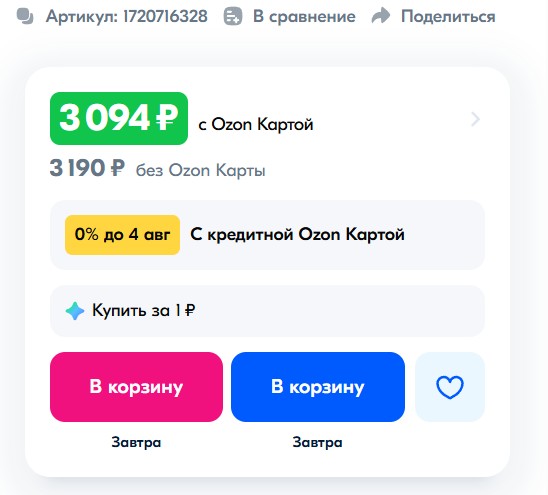 Артикул: 1720716328 В сравнение Поделиться
3 094 ₽ с Ozon Картой
3 190 ₽ без Ozon Карты
0% до 4 авг С кредитной Ozon Картой
Купить за 1 ₽
В корзину В корзину
Завтра Завтра